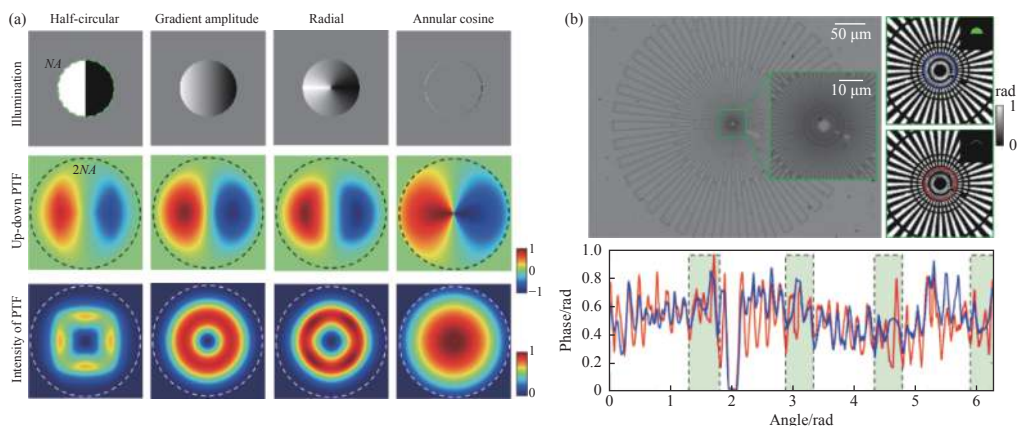 (a)
Half-circular
Gradient amplitude
Radial
Annular cosine
Illumination
NA
Up-down PTF
2NA
1
0
−1
Intensity of PTF
1
0
(b)
50 μm
10 μm
rad
1
0
Phase/rad
1.0
0.8
0.6
0.4
0.2
0
0 1 2 3 4 5 6
Angle/rad